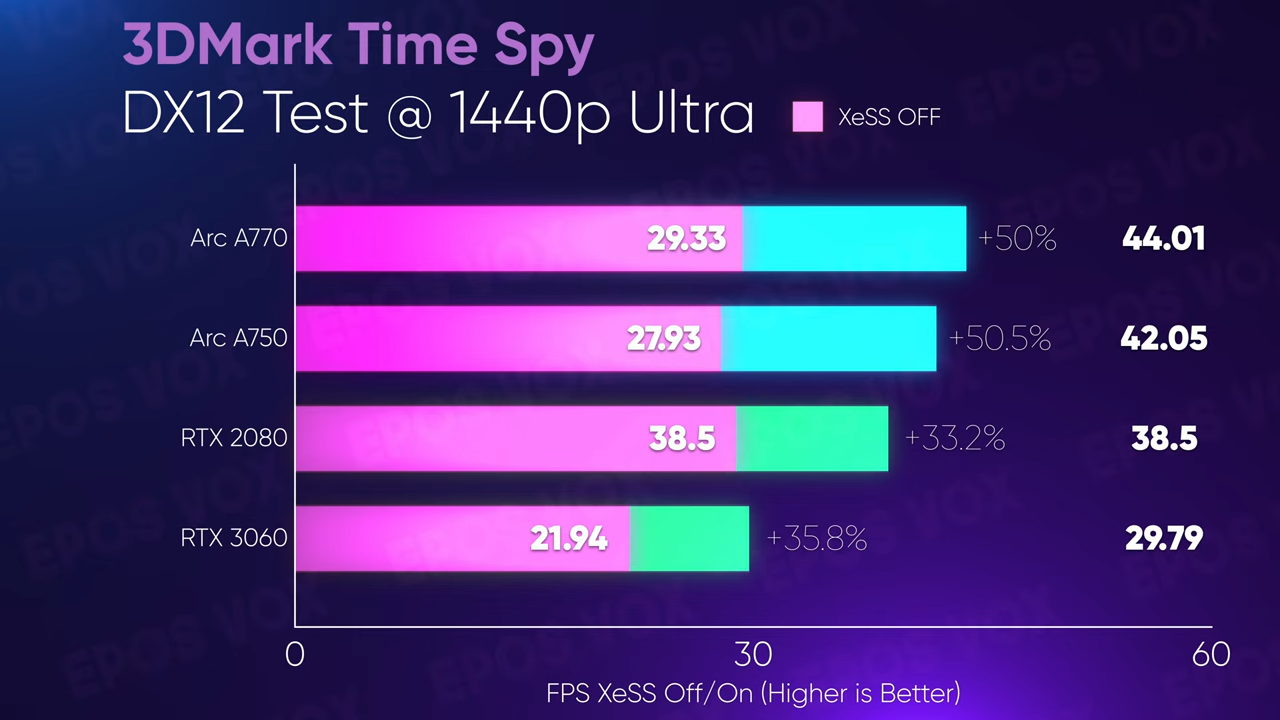 3DMark Time Spy
DX12 Test @ 1440p Ultra
XeSS OFF
Arc A770 29.33 +50% 44.01
Arc A750 27.93 +50.5% 42.05
RTX 2080 38.5 +33.2% 38.5
RTX 3060 21.94 +35.8% 29.79
0 30 60
FPS XeSS Off/On (Higher is Better)
EPOS VOX